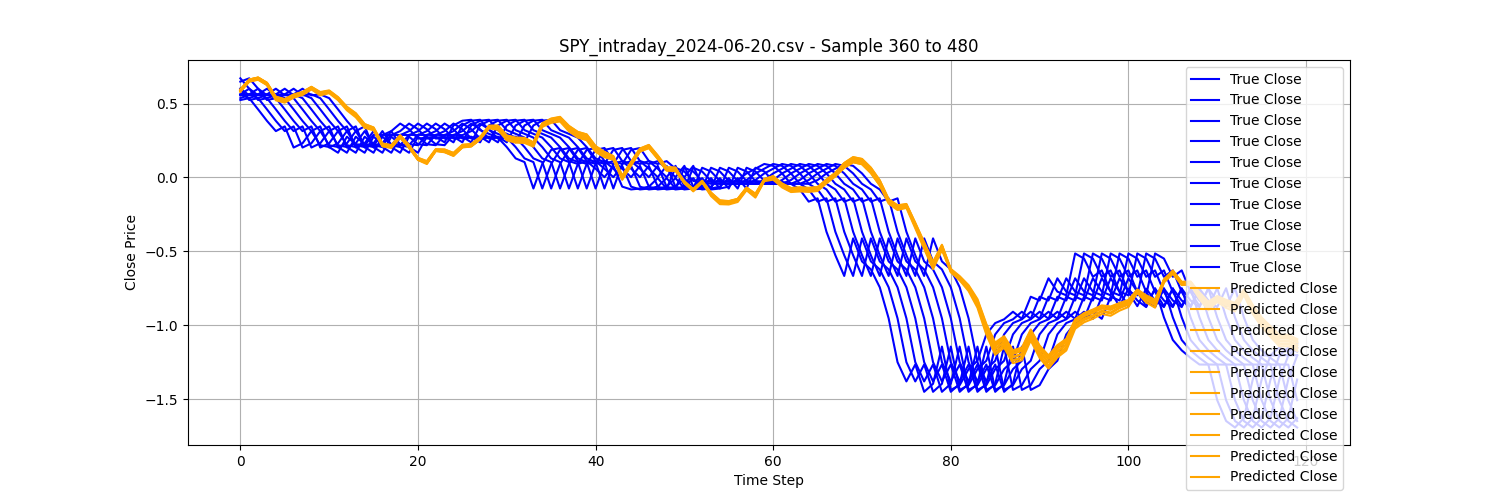 SPY_intraday_2024-06-20.csv - Sample 360 to 480
Close Price
0.5
0.0
−0.5
−1.0
−1.5
0
20
40
60
80
100
120
Time Step
True Close
True Close
True Close
True Close
True Close
True Close
True Close
True Close
True Close
True Close
Predicted Close
Predicted Close
Predicted Close
Predicted Close
Predicted Close
Predicted Close
Predicted Close
Predicted Close
Predicted Close
Predicted Close